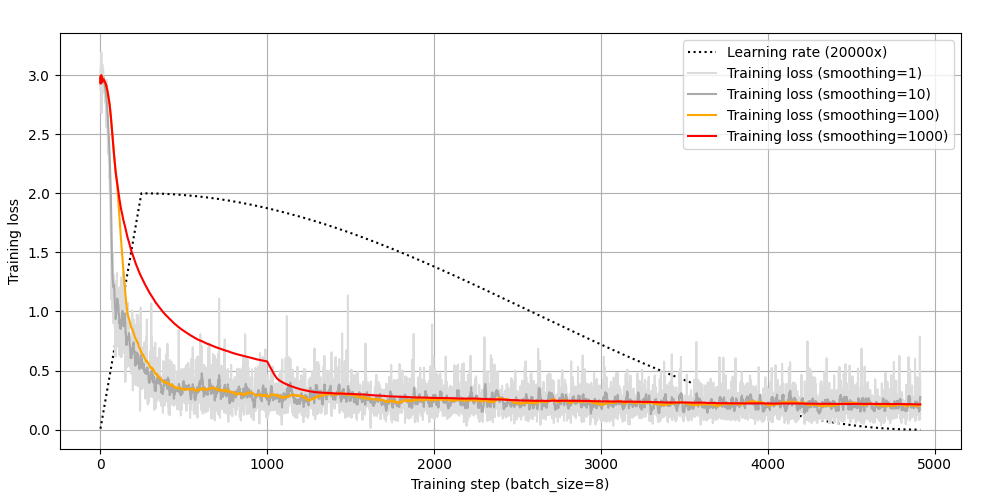 Learning rate (20000x)
Training loss (smoothing=1)
Training loss (smoothing=10)
Training loss (smoothing=100)
Training loss (smoothing=1000)
Training loss
3.0
2.5
2.0
1.5
1.0
0.5
0.0
0
1000
2000
3000
4000
5000
Training step (batch_size=8)